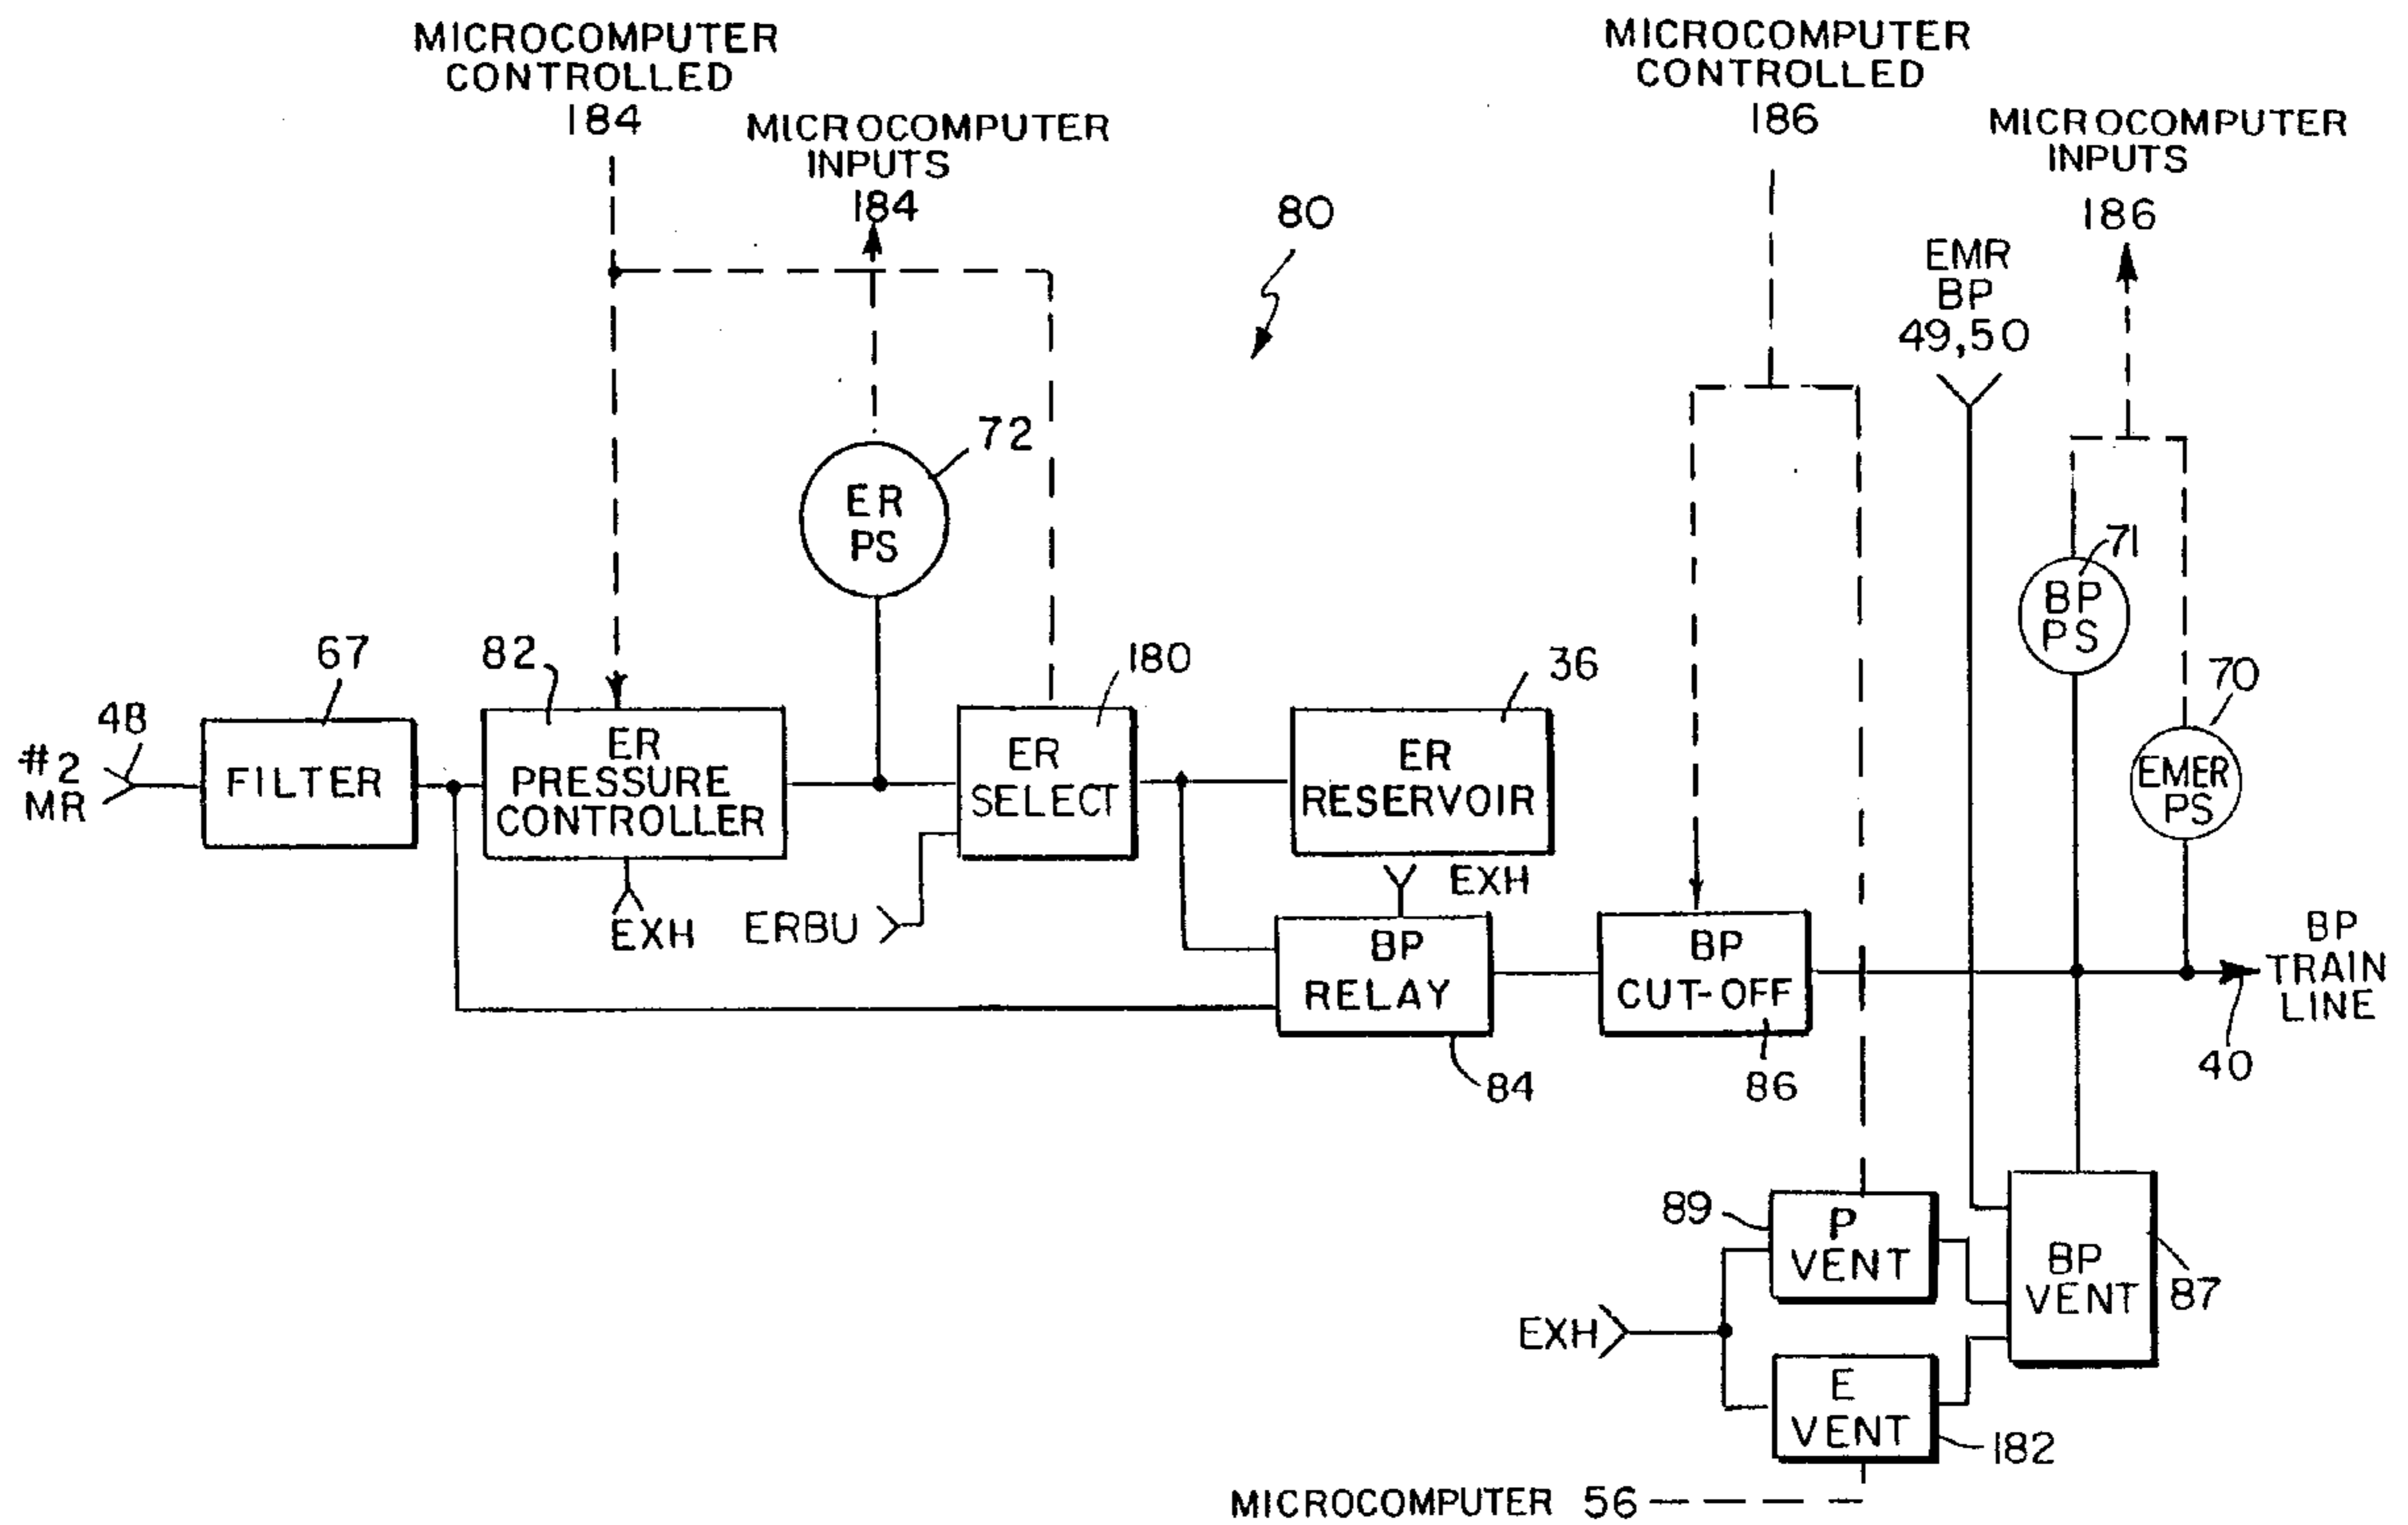 MICROCOMPUTER
CONTROLLED
184
MICROCOMPUTER
INPUTS
184
80
MICROCOMPUTER
CONTROLLED
186
MICROCOMPUTER
INPUTS
186
EMR
BP
49,50
72
ER
PS
71
BP
PS
70
EMER
PS
#2
MR
48
67
FILTER
82
ER
PRESSURE
CONTROLLER
EXH
ERBU
180
ER
SELECT
36
ER
RESERVOIR
EXH
BP
RELAY
84
BP
CUT-OFF
86
BP
TRAIN
LINE
40
89
P
VENT
BP
VENT
87
EXH
E
VENT
182
MICROCOMPUTER 56